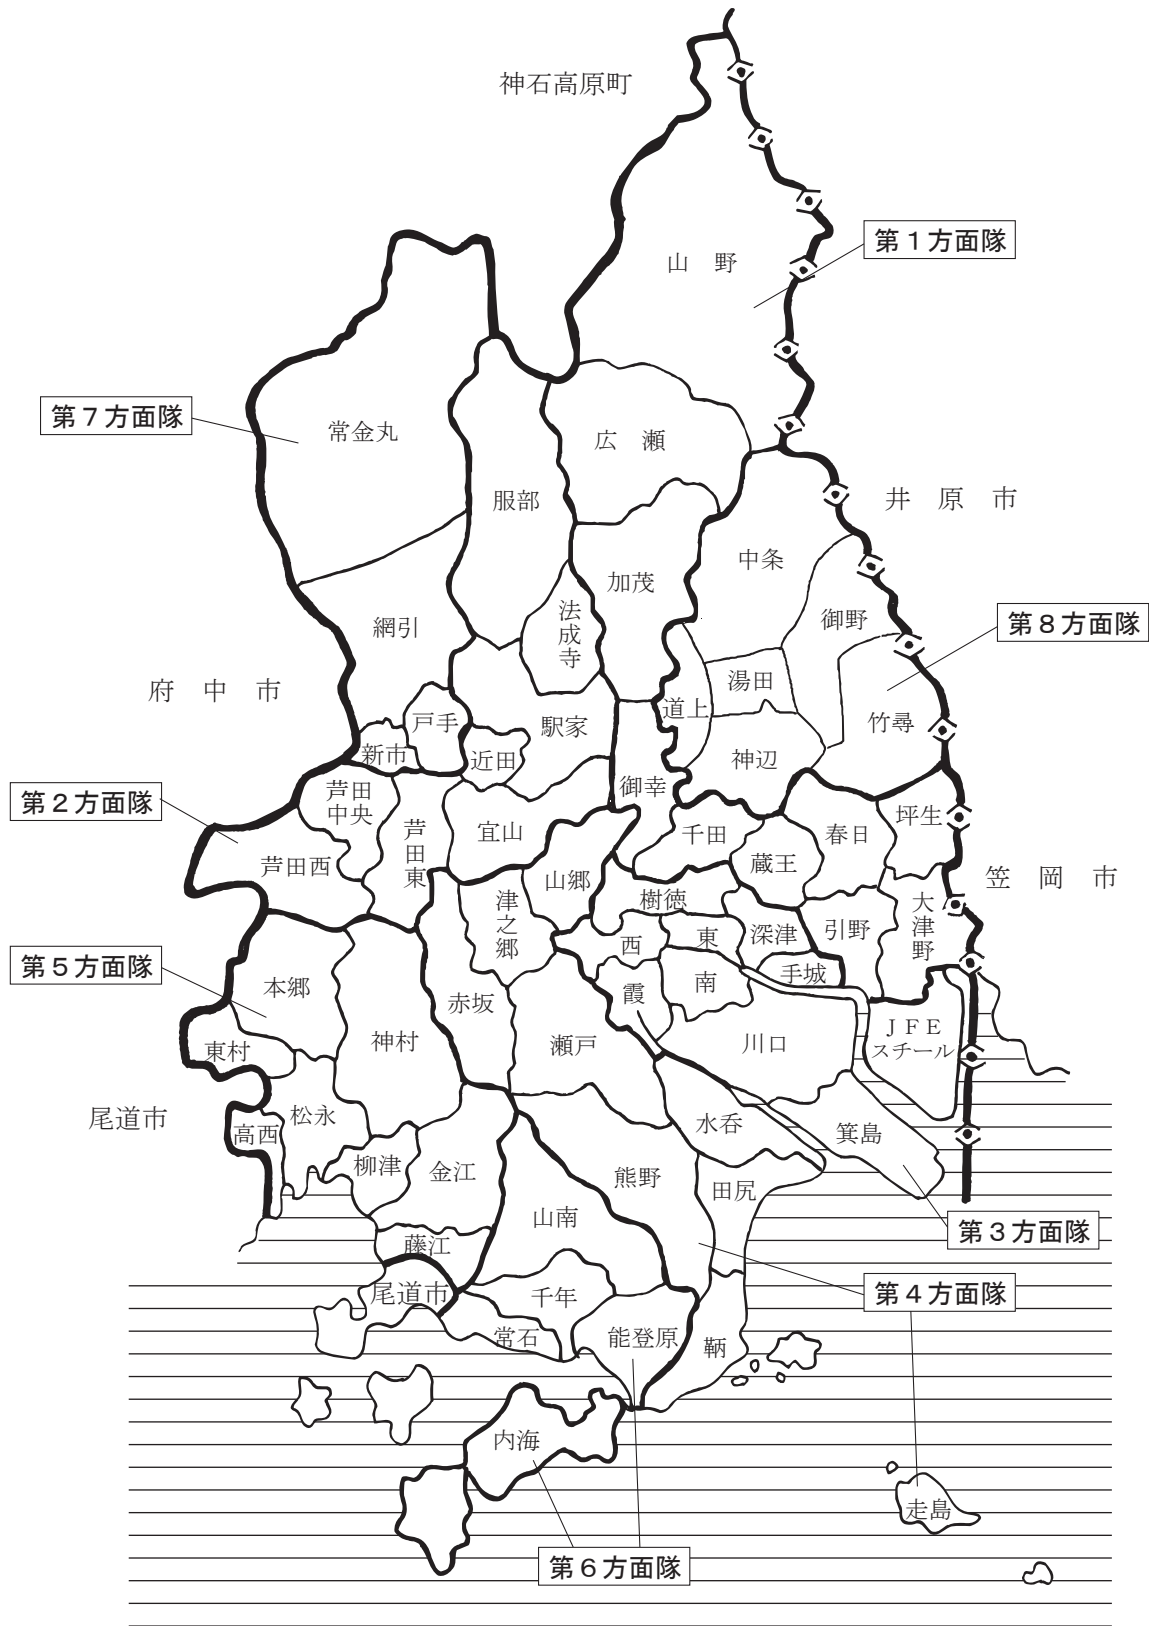 神石高原町
第１方面隊
山　野
第７方面隊
常金丸
広　瀬
服部
井　原　市
中条
加茂
法成寺
御野
網引
第８方面隊
府　中　市
湯田
道上
竹尋
戸手
駅家
新市
近田
神辺
御幸
第２方面隊
芦田
中央
芦田東
宜山
千田
春日
坪生
芦田西
山郷
蔵王
笠　岡　市
津之郷
樹徳
大津野
西
東
深津
引野
第５方面隊
本郷
赤坂
霞
南
手城
ＪＦＥ
スチール
東村
神村
瀬戸
川口
尾道市
高西
松永
水呑
箕島
柳津
金江
熊野
田尻
山南
第３方面隊
藤江
尾道市
千年
第４方面隊
常石
能登原
鞆
内海
走島
第６方面隊